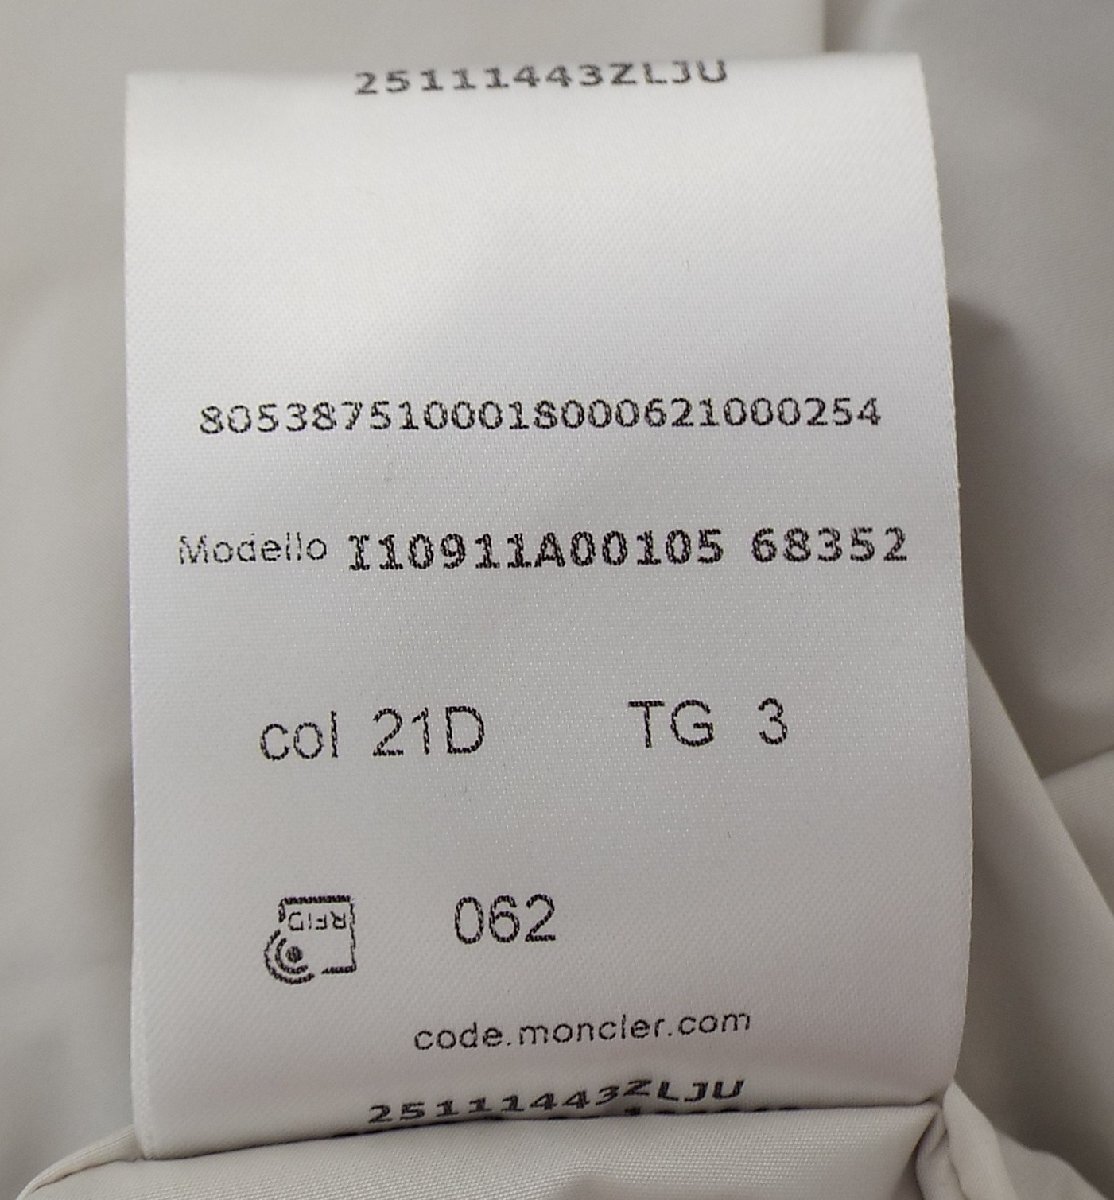 25111443ZLJU
8053875100018000621000254
Modello I10911A00105 68352
col 21D TG 3
RFID 062
code.moncler.com
25111443ZLJU